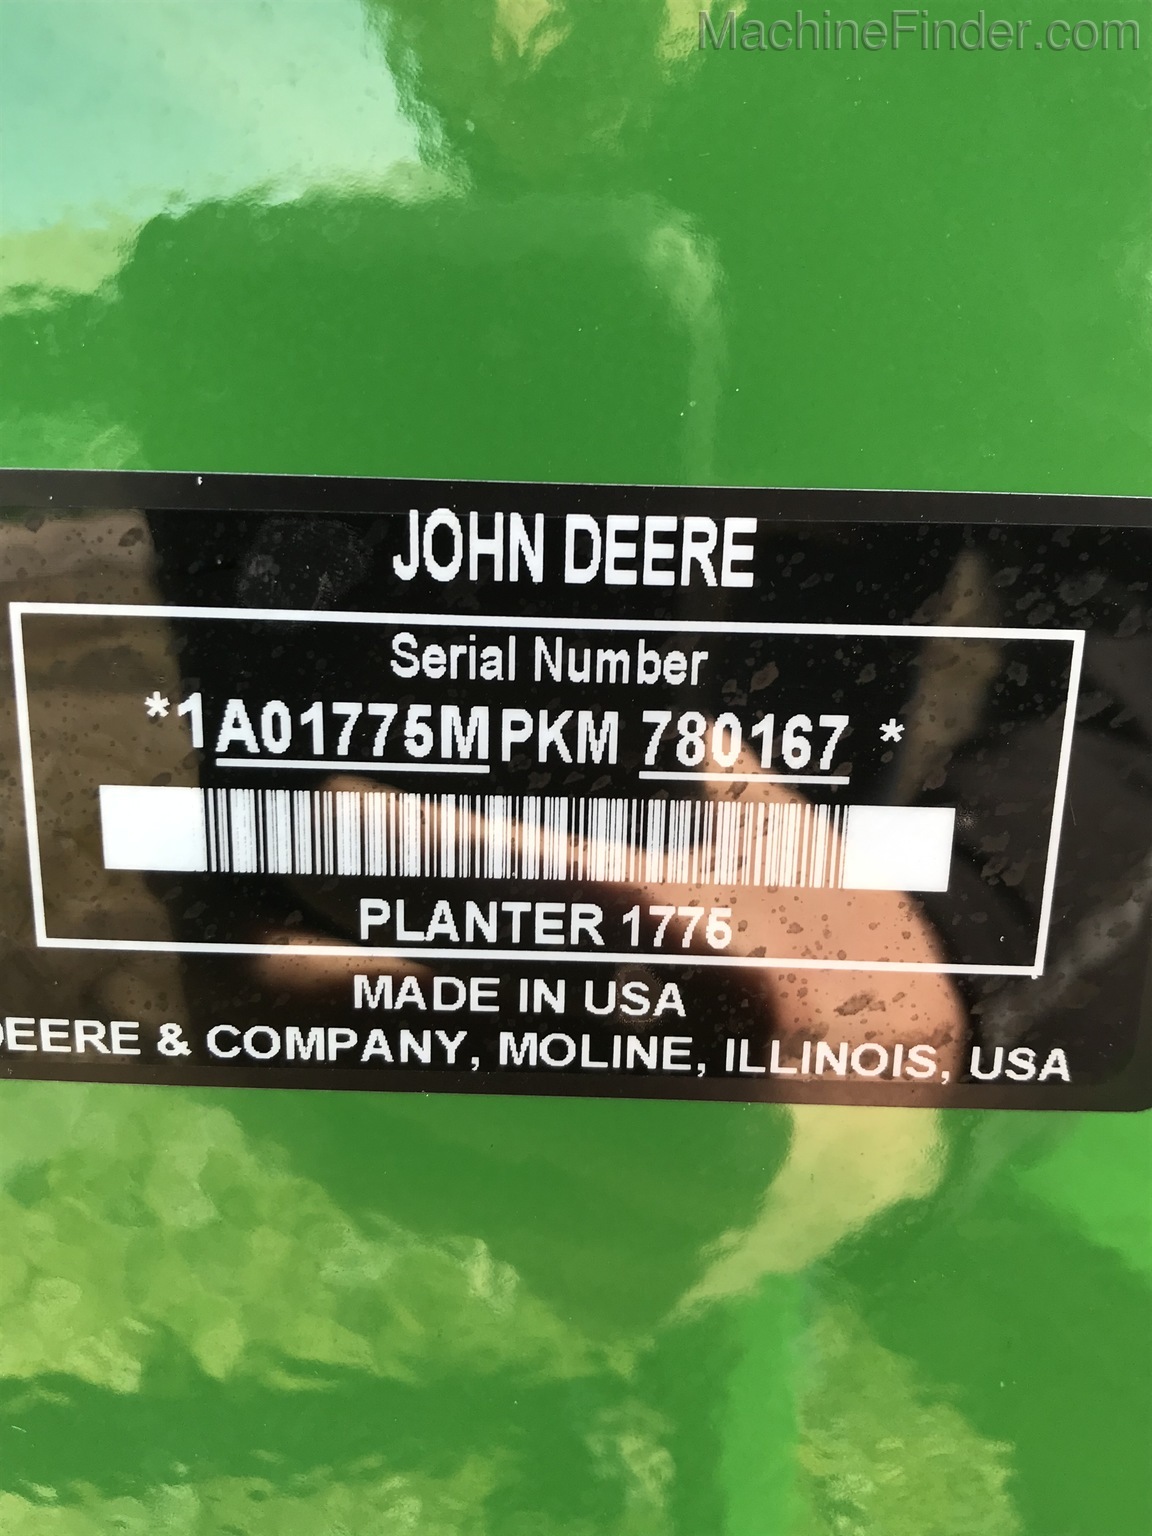 MachineFinder.com
JOHN DEERE
Serial Number
*1A01775MPKM 780167 *
PLANTER 1775
MADE IN USA
DEERE & COMPANY, MOLINE, ILLINOIS, USA